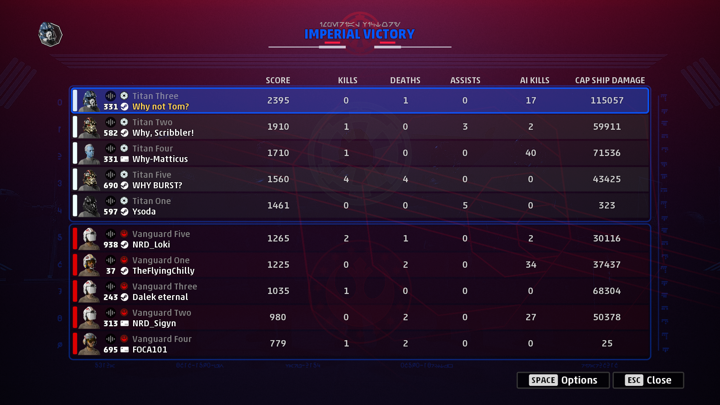 IMPERIAL VICTORY
SCORE KILLS DEATHS ASSISTS AI KILLS CAP SHIP DAMAGE
Titan Three
331 Why not Tom? 2395 0 1 0 17 115057
Titan Two
582 Why, Scribbler! 1910 1 0 3 2 59911
Titan Four
331 Why-Matticus 1710 1 0 0 40 71536
Titan Five
690 WHY BURST? 1560 4 4 0 0 43425
Titan One
597 Ysoda 1461 0 0 5 0 323
Vanguard Five
938 NRD_Loki 1265 2 1 0 2 30116
Vanguard One
37 TheFlyingChilly 1225 0 2 0 34 37437
Vanguard Three
243 Dalek eternal 1035 1 0 0 0 68304
Vanguard Two
313 NRD_Sigyn 980 0 2 0 27 50378
Vanguard Four
695 FOCA101 779 1 2 0 0 25
SPACE Options ESC Close